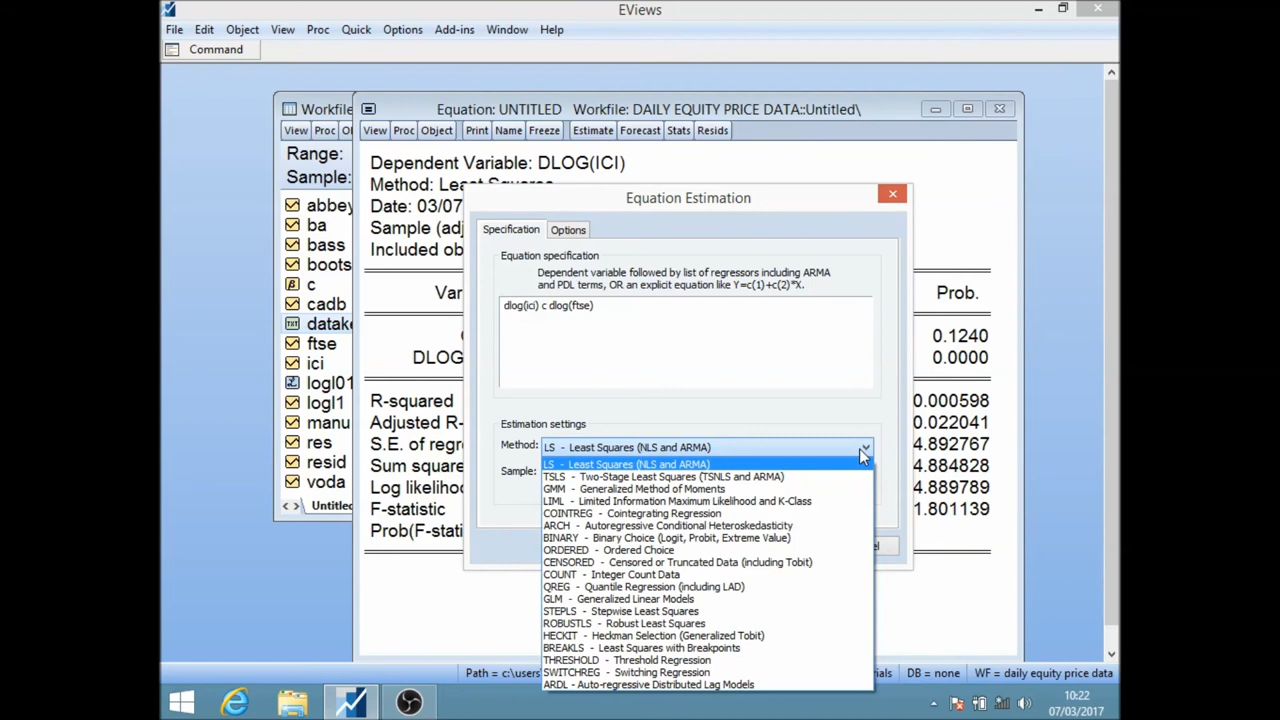 EViews
File Edit Object View Proc Quick Options Add-ins Window Help
Command
Workfile
Equation: UNTITLED Workfile: DAILY EQUITY PRICE DATA::Untitled\
View Proc
View Proc Object Print Name Freeze Estimate Forecast Stats Resids
Range:
Sample:
abbey
ba
bass
boots
c
cadb
ftse
ici
logl01
logl1
manu
res
resid
voda
Untitled
Dependent Variable: DLOG(ICI)
Method: Least Squares
Date: 03/07
Sample (adj
Included ob
Prob.
0.1240
DLOG 0.0000
R-squared 0.000598
Adjusted R- 0.022041
S.E. of regre 4.892767
Sum square 4.884828
Log likelihood 4.889789
F-statistic 1.801139
Prob(F-statis
Equation Estimation
Specification Options
Equation specification
Dependent variable followed by list of regressors including ARMA
and PDL terms, OR an explicit equation like Y=c(1)+c(2)*X.
dlog(ici) c dlog(ftse)
Estimation settings
Method: LS - Least Squares (NLS and ARMA)
Sample:
LS - Least Squares (NLS and ARMA)
TSLS - Two-Stage Least Squares (TSNLS and ARMA)
GMM - Generalized Method of Moments
LIML - Limited Information Maximum Likelihood and K-Class
COINTREG - Cointegrating Regression
ARCH - Autoregressive Conditional Heteroskedasticity
BINARY - Binary Choice (Logit, Probit, Extreme Value)
ORDERED - Ordered Choice
CENSORED - Censored or Truncated Data (including Tobit)
COUNT - Integer Count Data
QREG - Quantile Regression (including LAD)
GLM - Generalized Linear Models
STEPLS - Stepwise Least Squares
ROBUSTLS - Robust Least Squares
HECKIT - Heckman Selection (Generalized Tobit)
BREAKLS - Least Squares with Breakpoints
THRESHOLD - Threshold Regression
SWITCHREG - Switching Regression
ARDL - Auto-regressive Distributed Lag Models
Path = c:\users DB = none WF = daily equity price data
10:22
07/03/2017